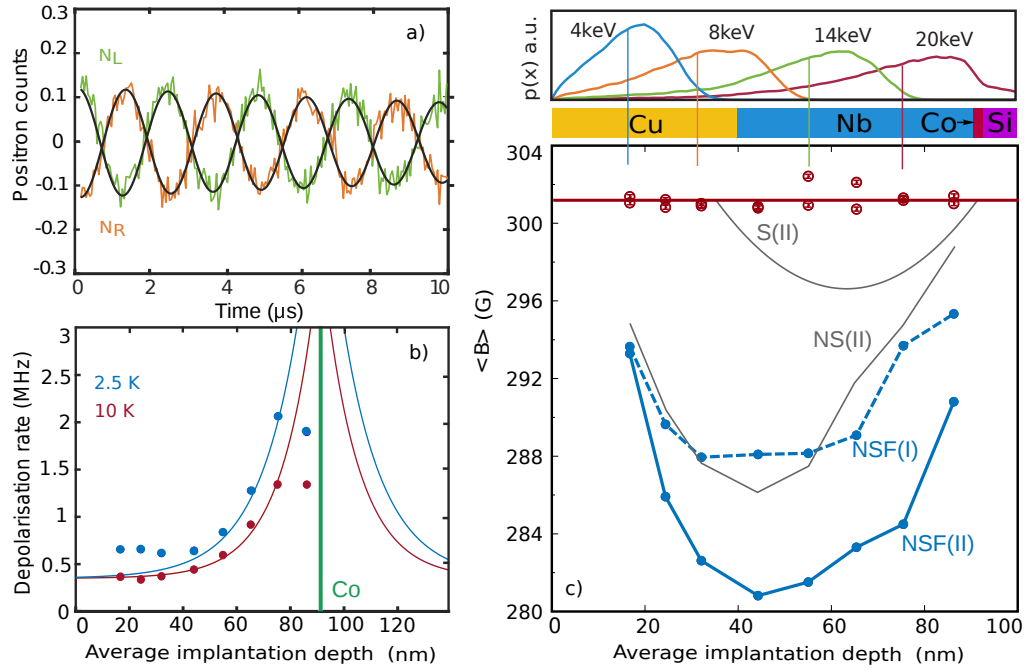 a)
N_L
N_R
Positron counts
0.3
0.2
0.1
0
-0.1
-0.2
-0.3
0 2 4 6 8 10
Time (μs)
b)
2.5 K
10 K
Co
Depolarisation rate (MHz)
3
2.5
2
1.5
1
0.5
0
0 20 40 60 80 100 120
Average implantation depth (nm)
p(x) a.u.
4keV 8keV 14keV 20keV
Cu Nb Co→ Si
304
300
296
292
288
284
280
<B> (G)
S(II)
NS(II)
NSF(I)
NSF(II)
c)
0 20 40 60 80 100
Average implantation depth (nm)